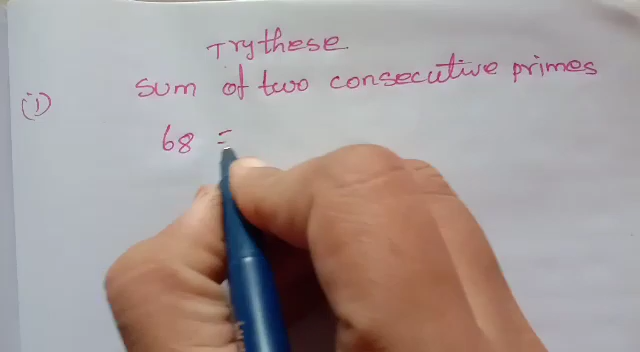 Try these
(i) sum of two consecutive primes
68 =